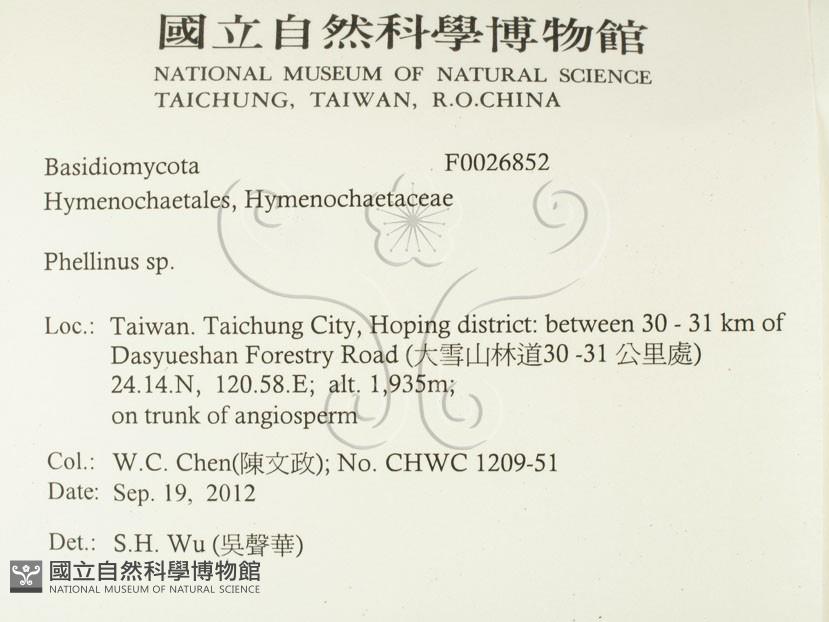 國立自然科學博物館
NATIONAL MUSEUM OF NATURAL SCIENCE
TAICHUNG, TAIWAN, R.O.CHINA
Basidiomycota F0026852
Hymenochaetales, Hymenochaetaceae
Phellinus sp.
Loc.: Taiwan. Taichung City, Hoping district: between 30 - 31 km of
Dasyueshan Forestry Road (大雪山林道30 -31 公里處)
24.14.N, 120.58.E; alt. 1,935m;
on trunk of angiosperm
Col.: W.C. Chen(陳文政); No. CHWC 1209-51
Date: Sep. 19, 2012
Det.: S.H. Wu (吳聲華)
國立自然科學博物館
NATIONAL MUSEUM OF NATURAL SCIENCE